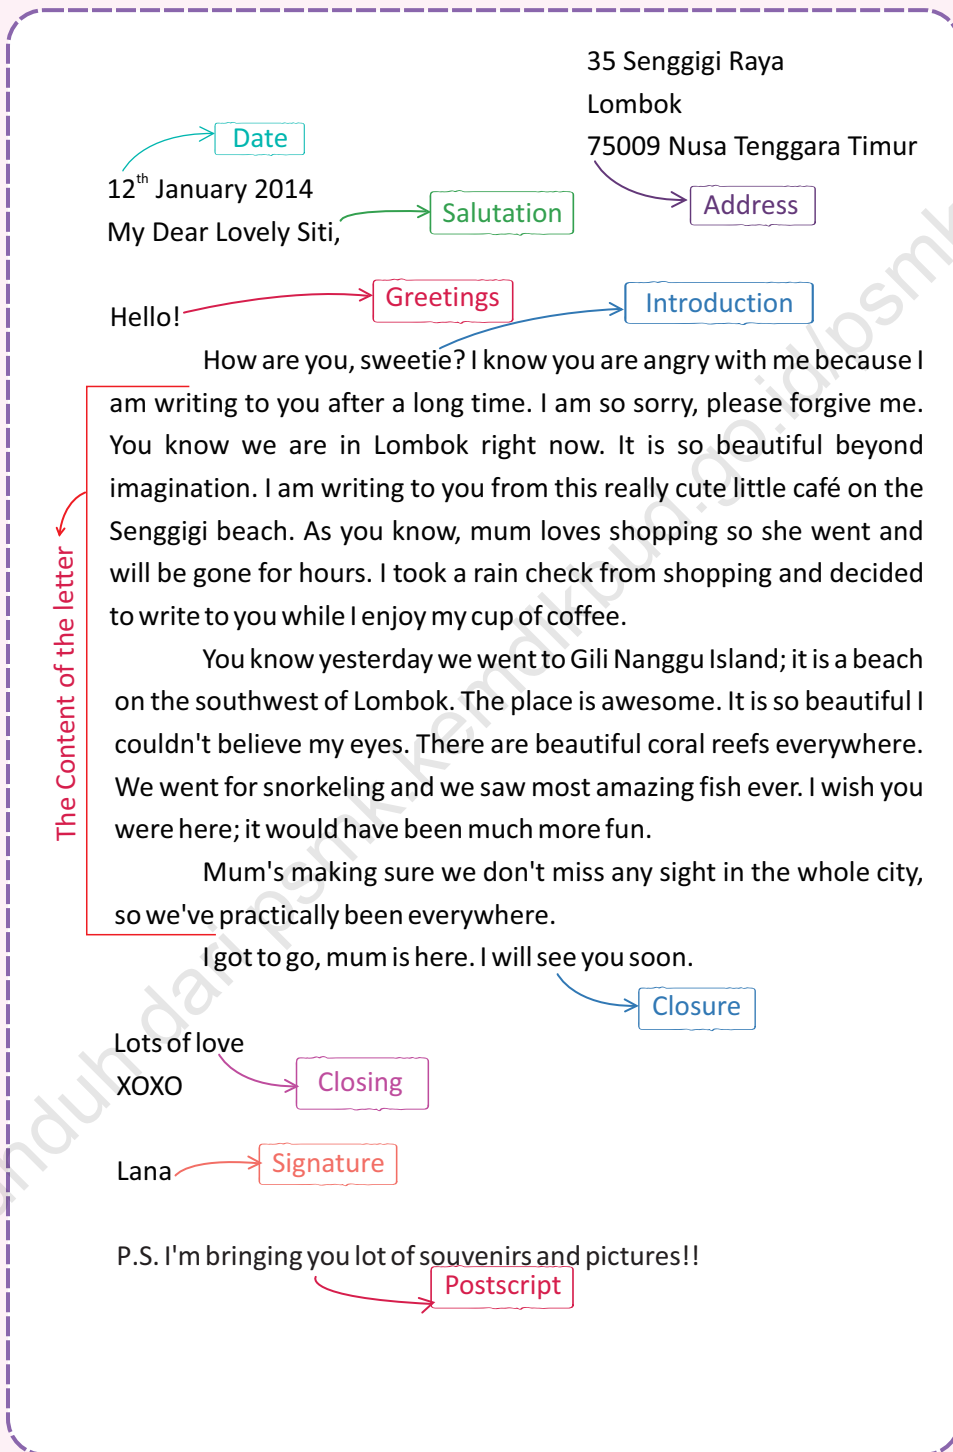 35 Senggigi Raya
Lombok
75009 Nusa Tenggara Timur
Date
Address
12th January 2014
Salutation
My Dear Lovely Siti,
Greetings
Introduction
Hello!
How are you, sweetie? I know you are angry with me because I
am writing to you after a long time. I am so sorry, please forgive me.
You know we are in Lombok right now. It is so beautiful beyond
imagination. I am writing to you from this really cute little café on the
Senggigi beach. As you know, mum loves shopping so she went and
will be gone for hours. I took a rain check from shopping and decided
to write to you while I enjoy my cup of coffee.
The Content of the letter
You know yesterday we went to Gili Nanggu Island; it is a beach
on the southwest of Lombok. The place is awesome. It is so beautiful I
couldn't believe my eyes. There are beautiful coral reefs everywhere.
We went for snorkeling and we saw most amazing fish ever. I wish you
were here; it would have been much more fun.
Mum's making sure we don't miss any sight in the whole city,
so we've practically been everywhere.
I got to go, mum is here. I will see you soon.
Closure
Lots of love
XOXO
Closing
Lana
Signature
P.S. I'm bringing you lot of souvenirs and pictures!!
Postscript
nduh dari psmk.kemdikbud.go.id/psmk